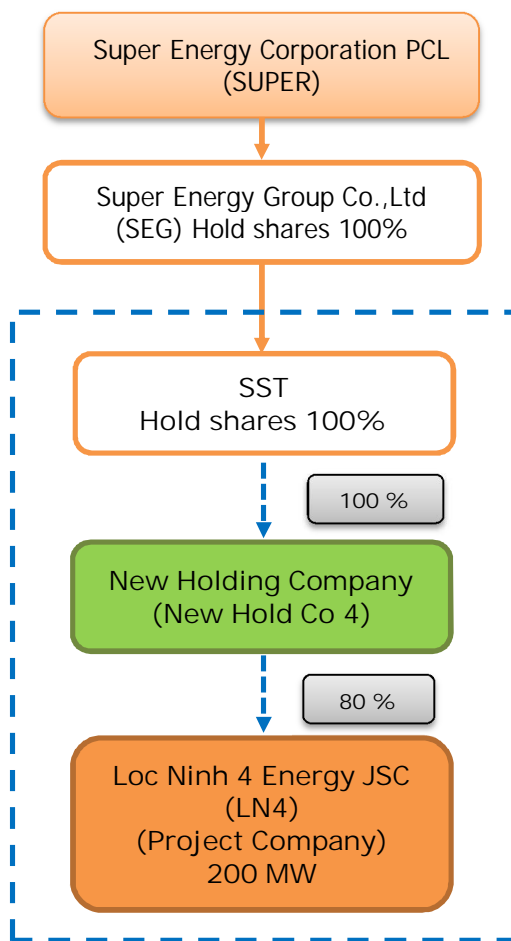 Super Energy Corporation PCL
(SUPER)
Super Energy Group Co.,Ltd
(SEG) Hold shares 100%
SST
Hold shares 100%
100 %
New Holding Company
(New Hold Co 4)
80 %
Loc Ninh 4 Energy JSC
(LN4)
(Project Company)
200 MW